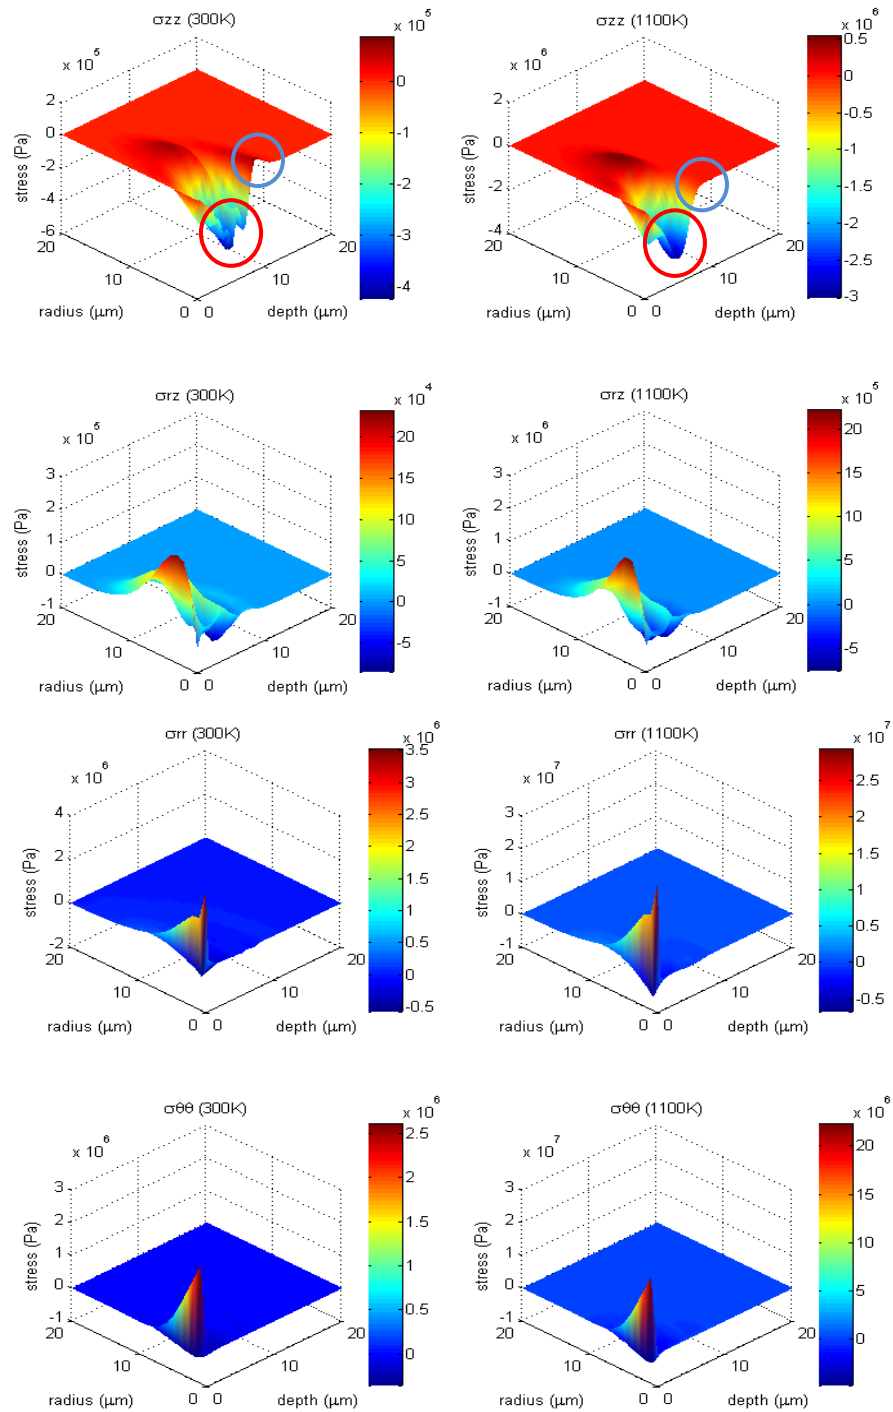 σzz (300K)
x 10^5
x 10^5
2
0
-2
-4
-6
stress (Pa)
20
10
0
0
10
20
radius (μm)
depth (μm)
0
-1
-2
-3
-4
σzz (1100K)
x 10^6
x 10^6
2
0
-2
-4
stress (Pa)
20
10
0
0
10
20
radius (μm)
depth (μm)
0.5
0
-0.5
-1
-1.5
-2
-2.5
-3
σrz (300K)
x 10^5
x 10^4
3
2
1
0
-1
stress (Pa)
20
10
0
0
10
20
radius (μm)
depth (μm)
20
15
10
5
0
-5
σrz (1100K)
x 10^6
x 10^5
3
2
1
0
-1
stress (Pa)
20
10
0
0
10
20
radius (μm)
depth (μm)
20
15
10
5
0
-5
σrr (300K)
x 10^6
x 10^6
4
2
0
-2
stress (Pa)
20
10
0
0
10
20
radius (μm)
depth (μm)
3.5
3
2.5
2
1.5
1
0.5
0
-0.5
σrr (1100K)
x 10^7
x 10^7
3
2
1
0
-1
stress (Pa)
20
10
0
0
10
20
radius (μm)
depth (μm)
2.5
2
1.5
1
0.5
0
-0.5
σθθ (300K)
x 10^6
x 10^6
3
2
1
0
-1
stress (Pa)
20
10
0
0
10
20
radius (μm)
depth (μm)
2.5
2
1.5
1
0.5
0
σθθ (1100K)
x 10^7
x 10^6
3
2
1
0
-1
stress (Pa)
20
10
0
0
10
20
radius (μm)
depth (μm)
20
15
10
5
0